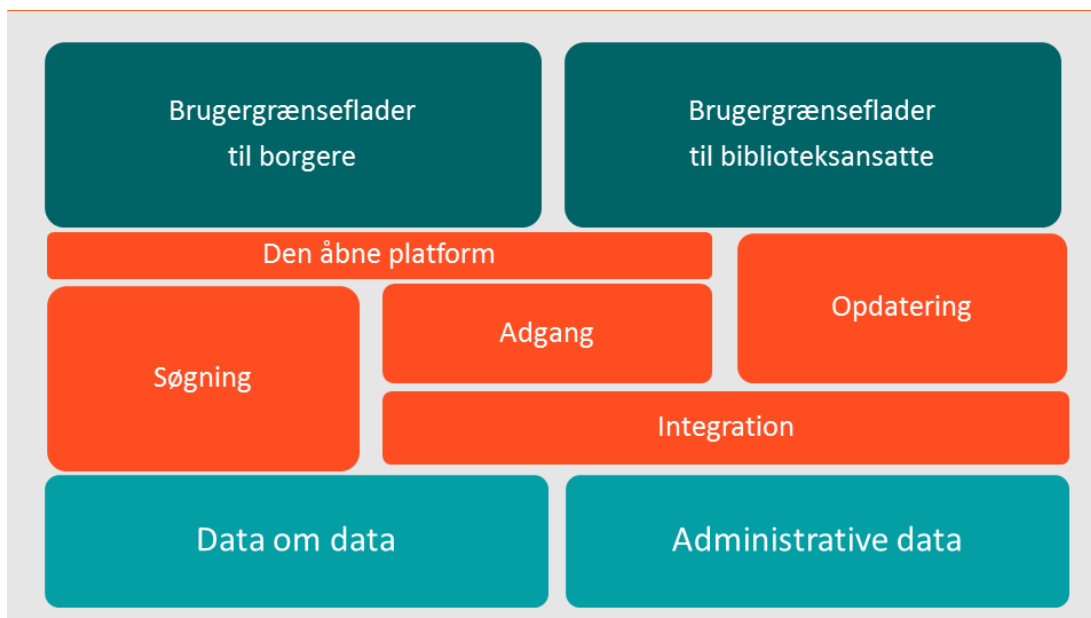 Brugergrænseflader
til borgere
Brugergrænseflader
til biblioteksansatte
Den åbne platform
Opdatering
Adgang
Søgning
Integration
Data om data
Administrative data